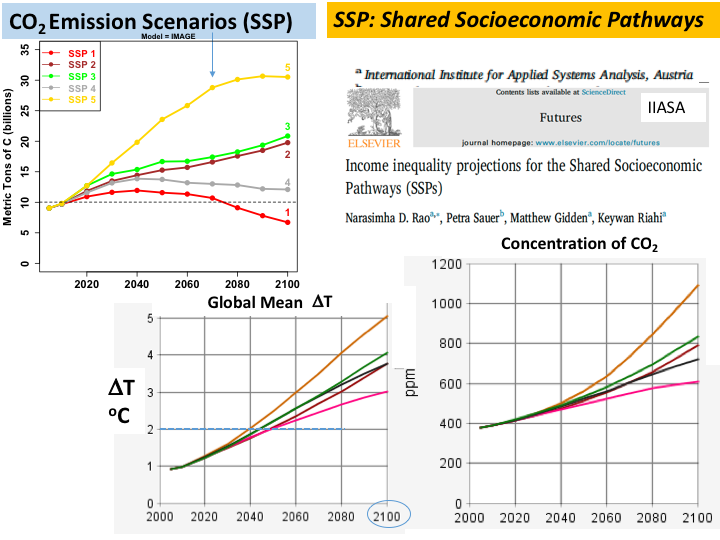 CO2 Emission Scenarios (SSP)
SSP: Shared Socioeconomic Pathways
Model = IMAGE
Metric Tons of C (billions)
35
30
25
20
15
10
5
0
SSP 1
SSP 2
SSP 3
SSP 4
SSP 5
5
3
2
4
1
2020
2040
2060
2080
2100
a International Institute for Applied Systems Analysis, Austria
Contents lists available at ScienceDirect
Futures
journal homepage: www.elsevier.com/locate/futures
ELSEVIER
IIASA
Income inequality projections for the Shared Socioeconomic
Pathways (SSPs)
Narasimha D. Raoa,*, Petra Sauerb, Matthew Giddena, Keywan Riahia
Global Mean ΔT
ΔT
oC
5
4
3
2
1
0
2000
2020
2040
2060
2080
2100
Concentration of CO2
ppm
1200
1000
800
600
400
200
0
2000
2020
2040
2060
2080
2100